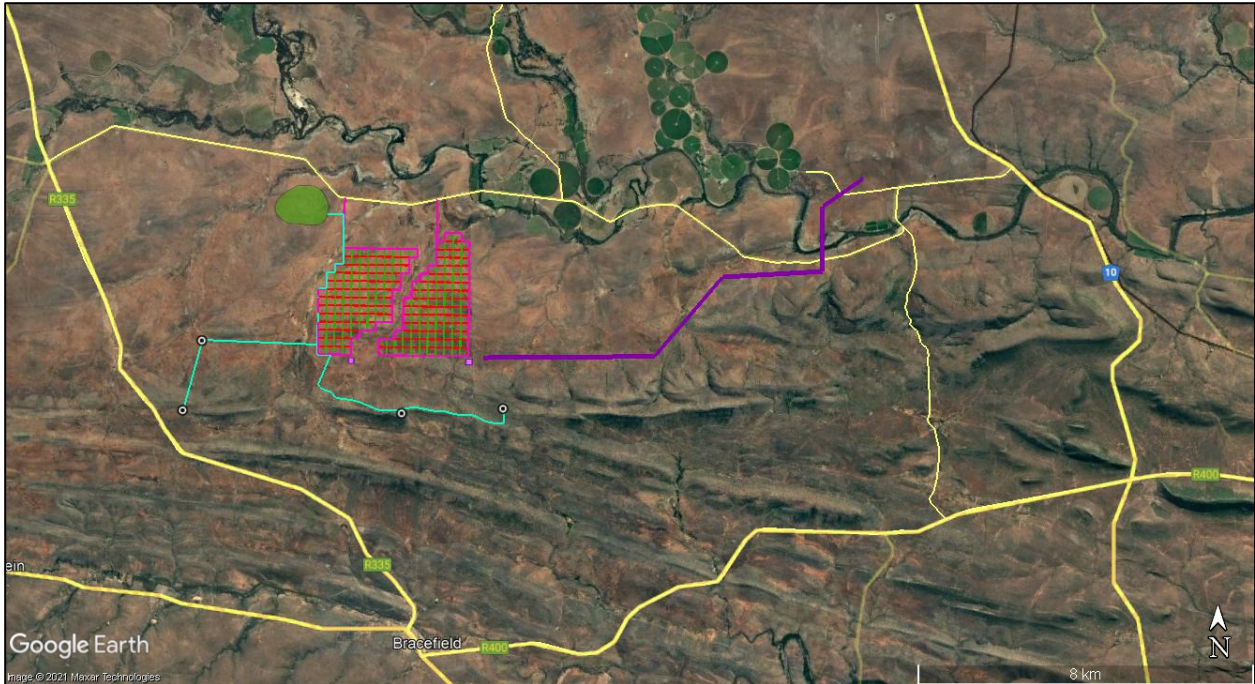 R335
10
R400
R335
ein
Bracefield
R400
Google Earth
N
Image © 2021 Maxar Technologies
8 km